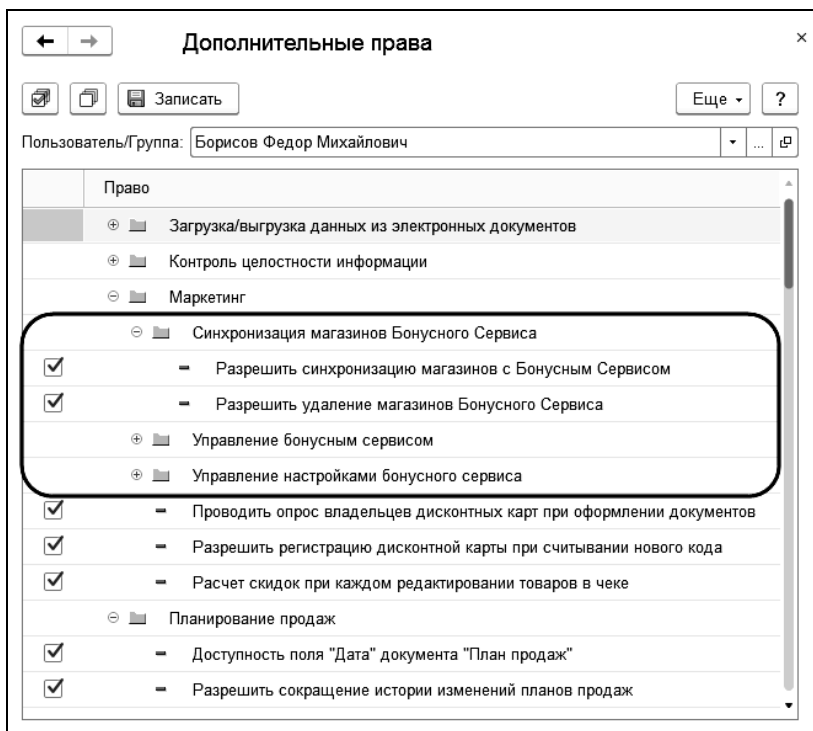 Дополнительные права
Записать
Еще
?
Пользователь/Группа: Борисов Федор Михайлович
...
Право
Загрузка/выгрузка данных из электронных документов
Контроль целостности информации
Маркетинг
Синхронизация магазинов Бонусного Сервиса
Разрешить синхронизацию магазинов с Бонусным Сервисом
Разрешить удаление магазинов Бонусного Сервиса
Управление бонусным сервисом
Управление настройками бонусного сервиса
Проводить опрос владельцев дисконтных карт при оформлении документов
Разрешить регистрацию дисконтной карты при считывании нового кода
Расчет скидок при каждом редактировании товаров в чеке
Планирование продаж
Доступность поля "Дата" документа "План продаж"
Разрешить сокращение истории изменений планов продаж